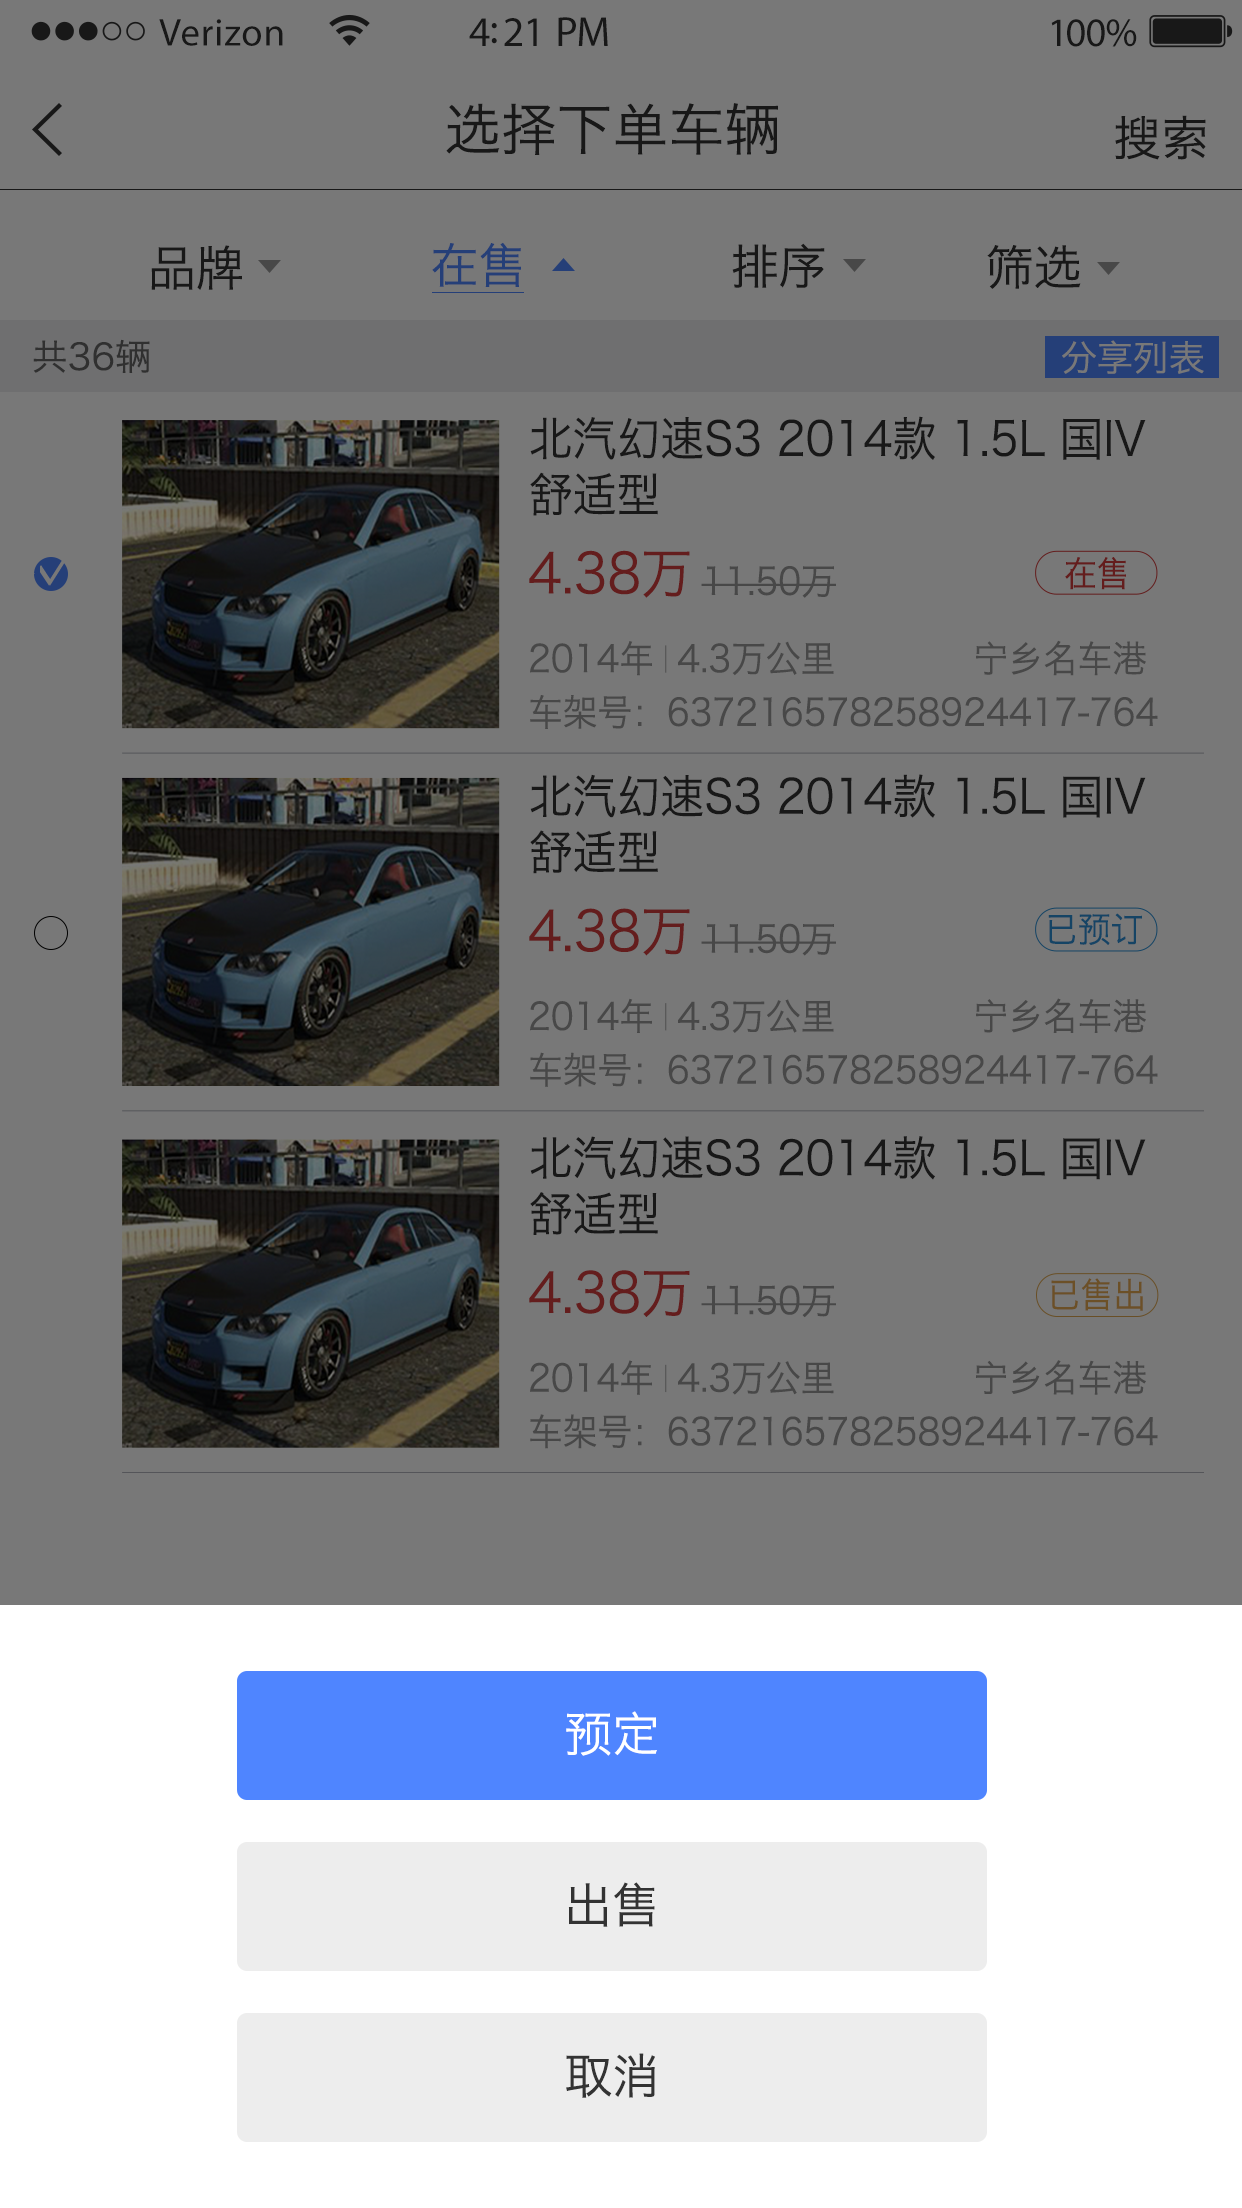 Verizon 4:21 PM 100%
选择下单车辆 搜索
品牌 在售 排序 筛选
共36辆 分享列表
北汽幻速S3 2014款 1.5L 国IV
舒适型
4.38万 11.50万 在售
2014年 4.3万公里 宁乡名车港
车架号: 637216578258924417-764
北汽幻速S3 2014款 1.5L 国IV
舒适型
4.38万 11.50万 已预订
2014年 4.3万公里 宁乡名车港
车架号: 637216578258924417-764
北汽幻速S3 2014款 1.5L 国IV
舒适型
4.38万 11.50万 已售出
2014年 4.3万公里 宁乡名车港
车架号: 637216578258924417-764
预定
出售
取消